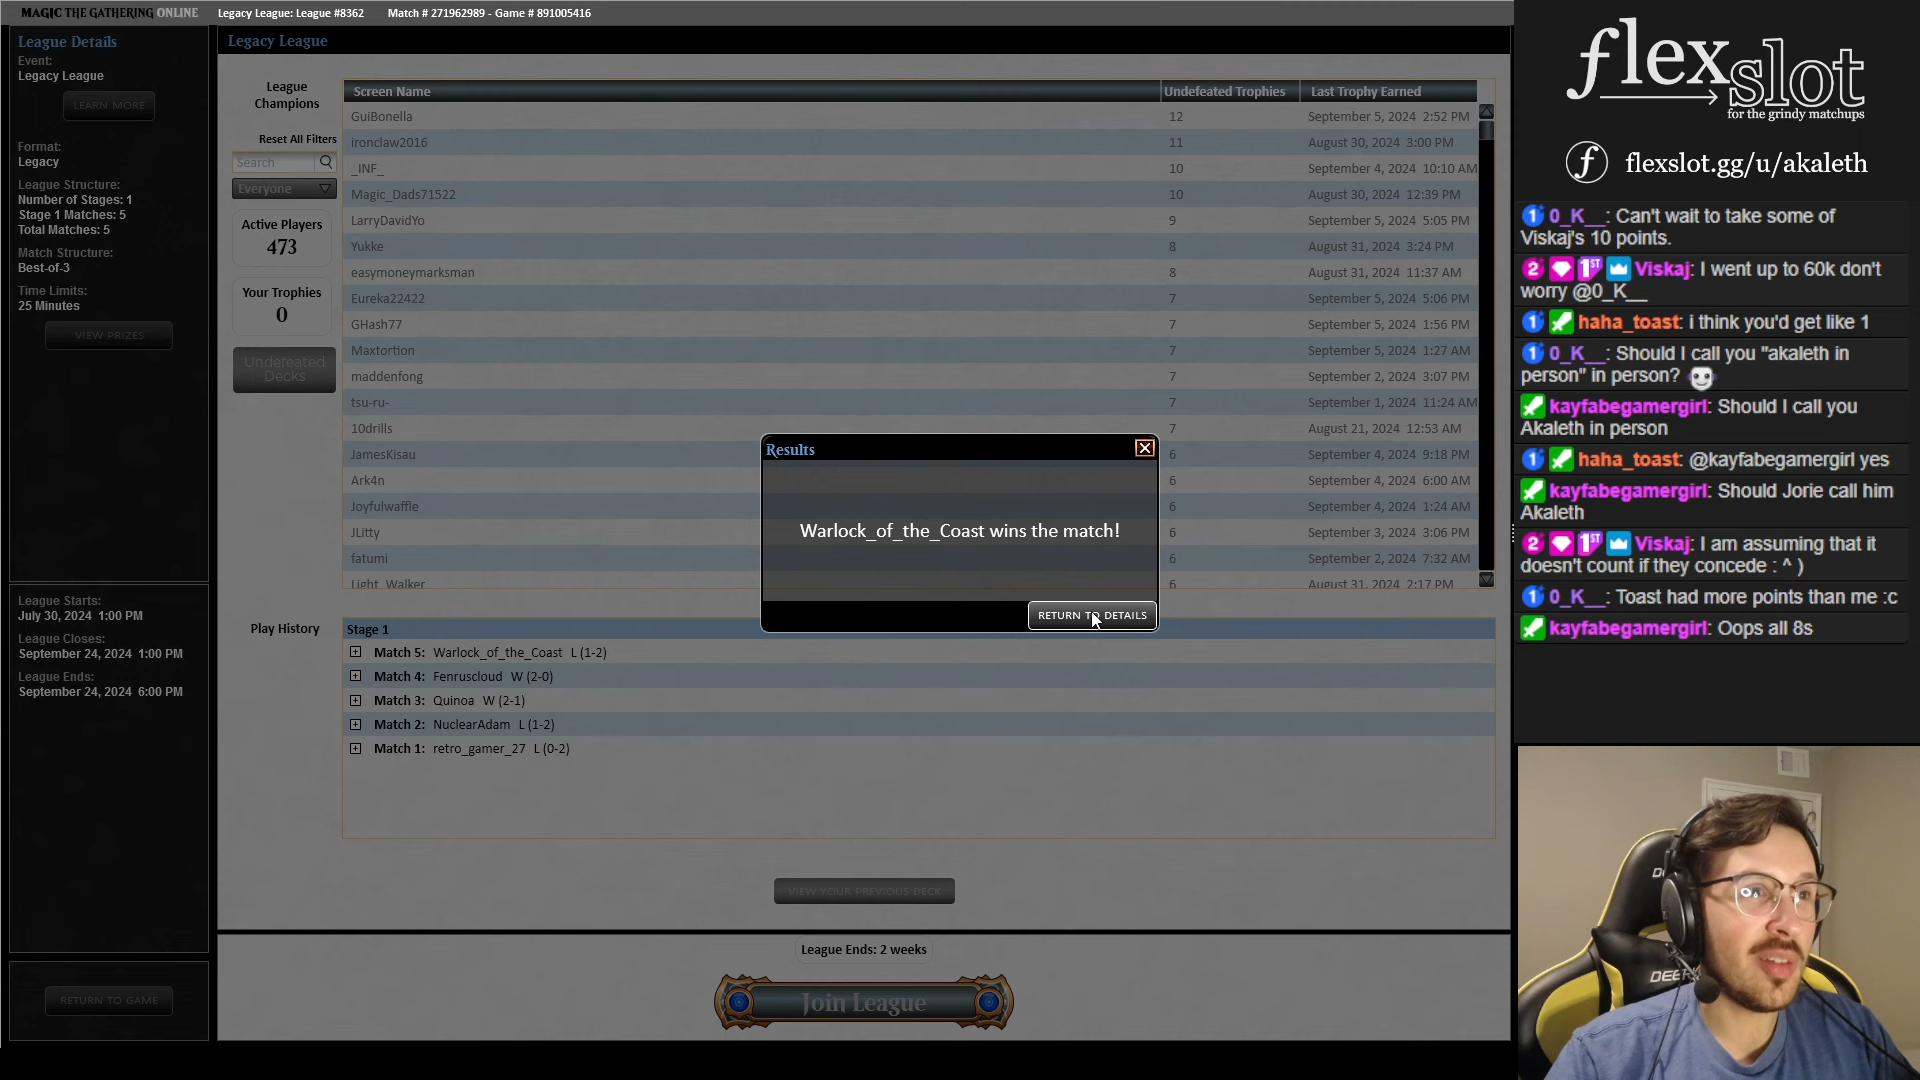 MAGIC THE GATHERING ONLINE
Legacy League: League #8362
Match # 271962989 - Game # 891005416
League Details
Event:
Legacy League
LEARN MORE
Format:
Legacy
League Structure:
Number of Stages: 1
Stage 1 Matches: 5
Total Matches: 5
Match Structure:
Best-of-3
Time Limits:
25 Minutes
VIEW PRIZES
League Starts:
July 30, 2024 1:00 PM
League Closes:
September 24, 2024 1:00 PM
League Ends:
September 24, 2024 6:00 PM
RETURN TO GAME
Legacy League
League
Champions
Reset All Filters
Search
Everyone
Active Players
473
Your Trophies
0
Undefeated
Decks
Screen Name Undefeated Trophies Last Trophy Earned
GuiBonella 12 September 5, 2024 2:52 PM
ironclaw2016 11 August 30, 2024 3:00 PM
_INF_ 10 September 4, 2024 10:10 AM
Magic_Dads71522 10 August 30, 2024 12:39 PM
LarryDavidYo 9 September 5, 2024 5:05 PM
Yukke 8 August 31, 2024 3:24 PM
easymoneymarksman 8 August 31, 2024 11:37 AM
Eureka22422 7 September 5, 2024 5:06 PM
GHash77 7 September 5, 2024 1:56 PM
Maxtortion 7 September 5, 2024 1:27 AM
maddenfong 7 September 2, 2024 3:07 PM
tsu-ru- 7 September 1, 2024 11:24 AM
10drills 7 August 21, 2024 12:53 AM
JamesKisau 6 September 4, 2024 9:18 PM
Ark4n 6 September 4, 2024 6:00 AM
Joyfulwaffle 6 September 4, 2024 1:24 AM
JLitty 6 September 3, 2024 3:06 PM
fatumi 6 September 2, 2024 7:32 AM
Light_Walker 6 August 31, 2024 2:17 PM
Results
Warlock_of_the_Coast wins the match!
RETURN TO DETAILS
Play History
Stage 1
Match 5: Warlock_of_the_Coast L (1-2)
Match 4: Fenruscloud W (2-0)
Match 3: Quinoa W (2-1)
Match 2: NuclearAdam L (1-2)
Match 1: retro_gamer_27 L (0-2)
VIEW YOUR PREVIOUS DECK
League Ends: 2 weeks
Join League
flex
slot
for the grindy matchups
f flexslot.gg/u/akaleth
1 0_K__: Can't wait to take some of
Viskaj's 10 points.
2 1ST Viskaj: I went up to 60k don't
worry @0_K__
1 haha_toast: i think you'd get like 1
1 0_K__: Should I call you "akaleth in
person" in person?
kayfabegamergirl: Should I call you
Akaleth in person
1 haha_toast: @kayfabegamergirl yes
kayfabegamergirl: Should Jorie call him
Akaleth
2 1ST Viskaj: I am assuming that it
doesn't count if they concede : ^ )
1 0_K__: Toast had more points than me :c
kayfabegamergirl: Oops all 8s